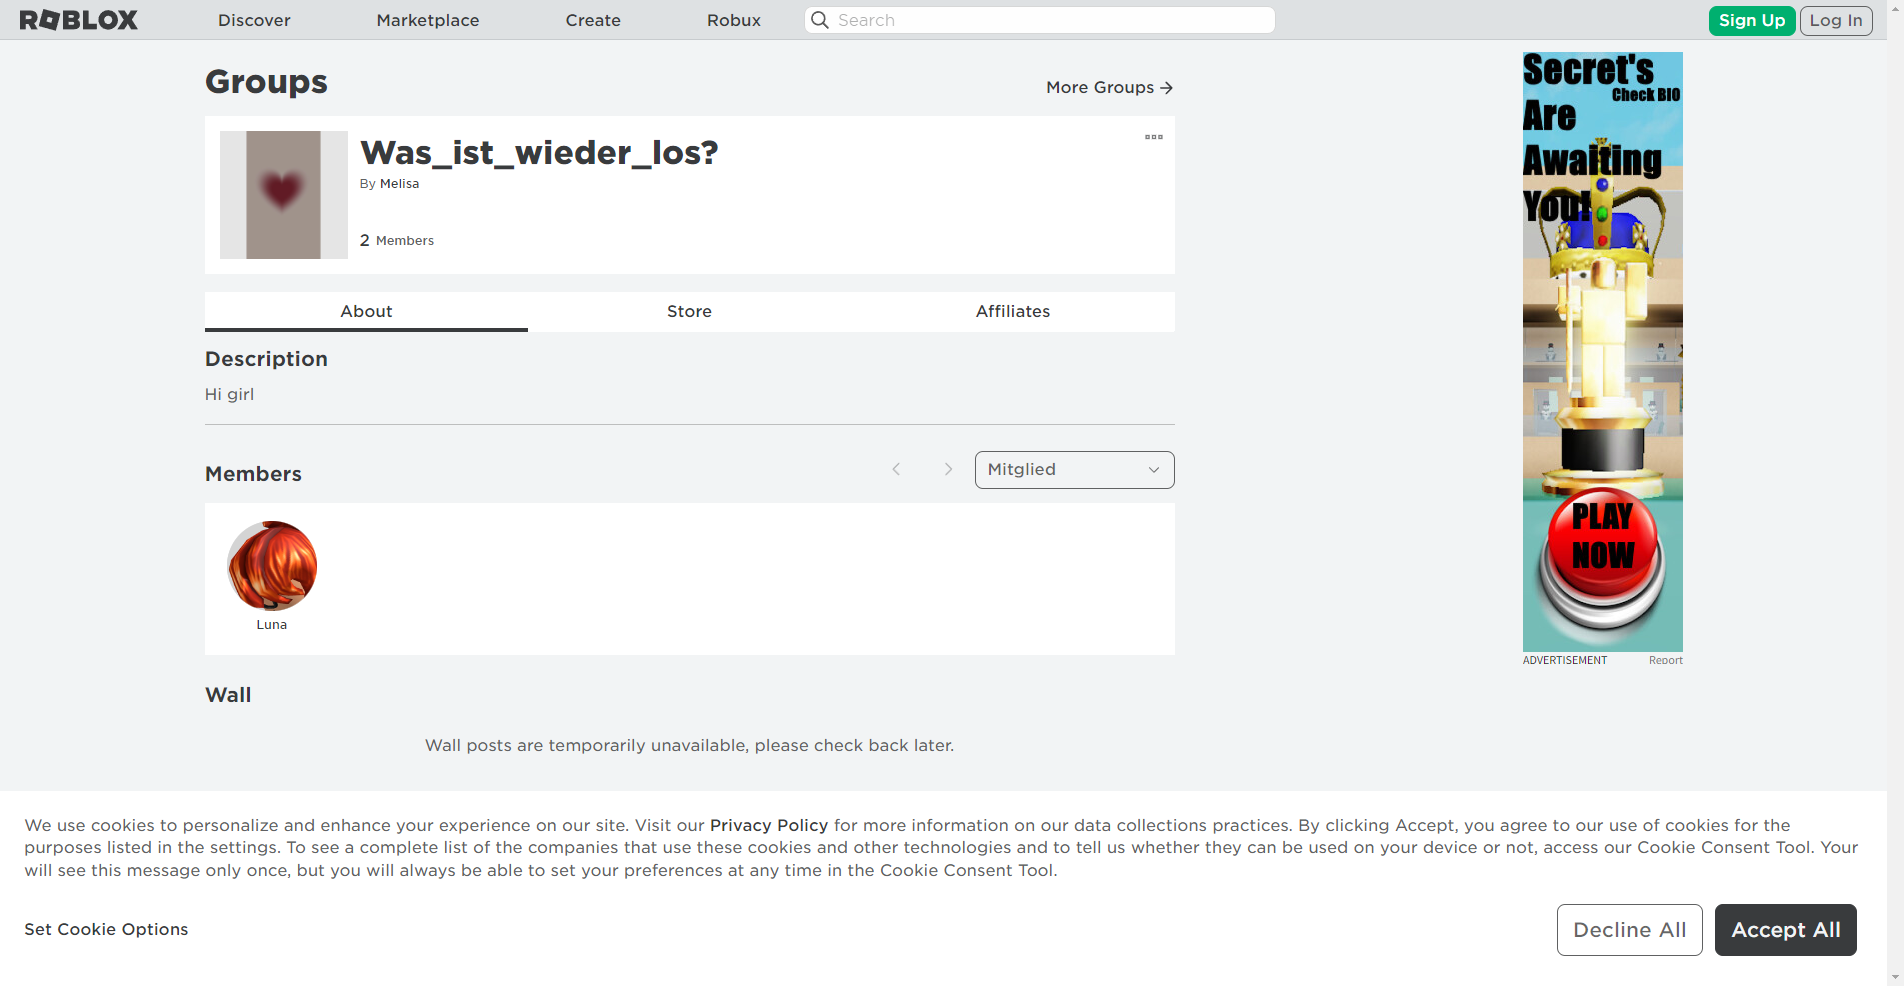 ROBLOX
Discover
Marketplace
Create
Robux
Search
Sign Up
Log In
Groups
More Groups
Was_ist_wieder_los?
By Melisa
2 Members
About
Store
Affiliates
Description
Hi girl
Members
Mitglied
Luna
Wall
Wall posts are temporarily unavailable, please check back later.
Secret's
Check BIO
Are
Awaiting
You!
PLAY
NOW
ADVERTISEMENT
Report
We use cookies to personalize and enhance your experience on our site. Visit our Privacy Policy for more information on our data collections practices. By clicking Accept, you agree to our use of cookies for the
purposes listed in the settings. To see a complete list of the companies that use these cookies and other technologies and to tell us whether they can be used on your device or not, access our Cookie Consent Tool. Your
will see this message only once, but you will always be able to set your preferences at any time in the Cookie Consent Tool.
Set Cookie Options
Decline All
Accept All